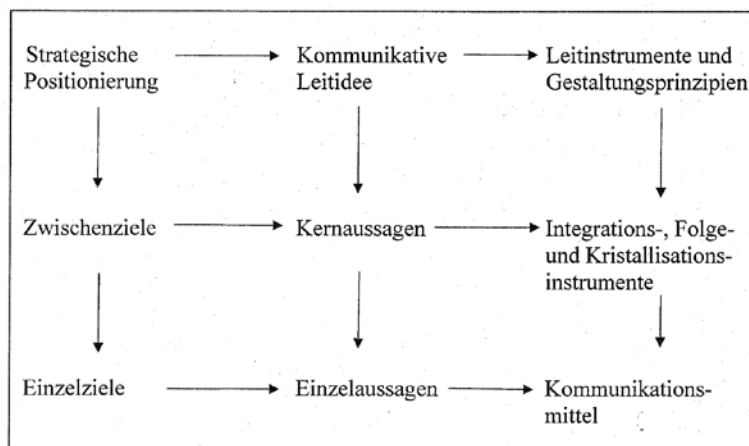 Strategische
Positionierung
Kommunikative
Leitidee
Leitinstrumente und
Gestaltungsprinzipien
Zwischenziele
Kernaussagen
Integrations-, Folge-
und Kristallisations-
instrumente
Einzelziele
Einzelaussagen
Kommunikations-
mittel